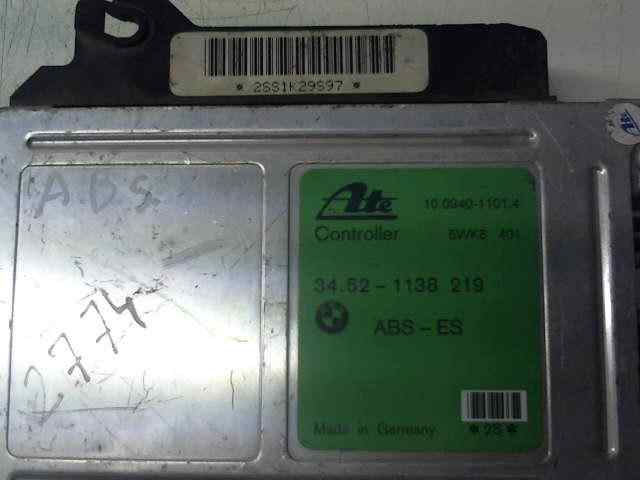 * 2SS1K29S97 *
Ate
A.B.S.
2774
Ate
10.0940-1101.4
Controller
5WK8 401
34.52-1138 219
ABS-ES
Made in Germany
*2S*